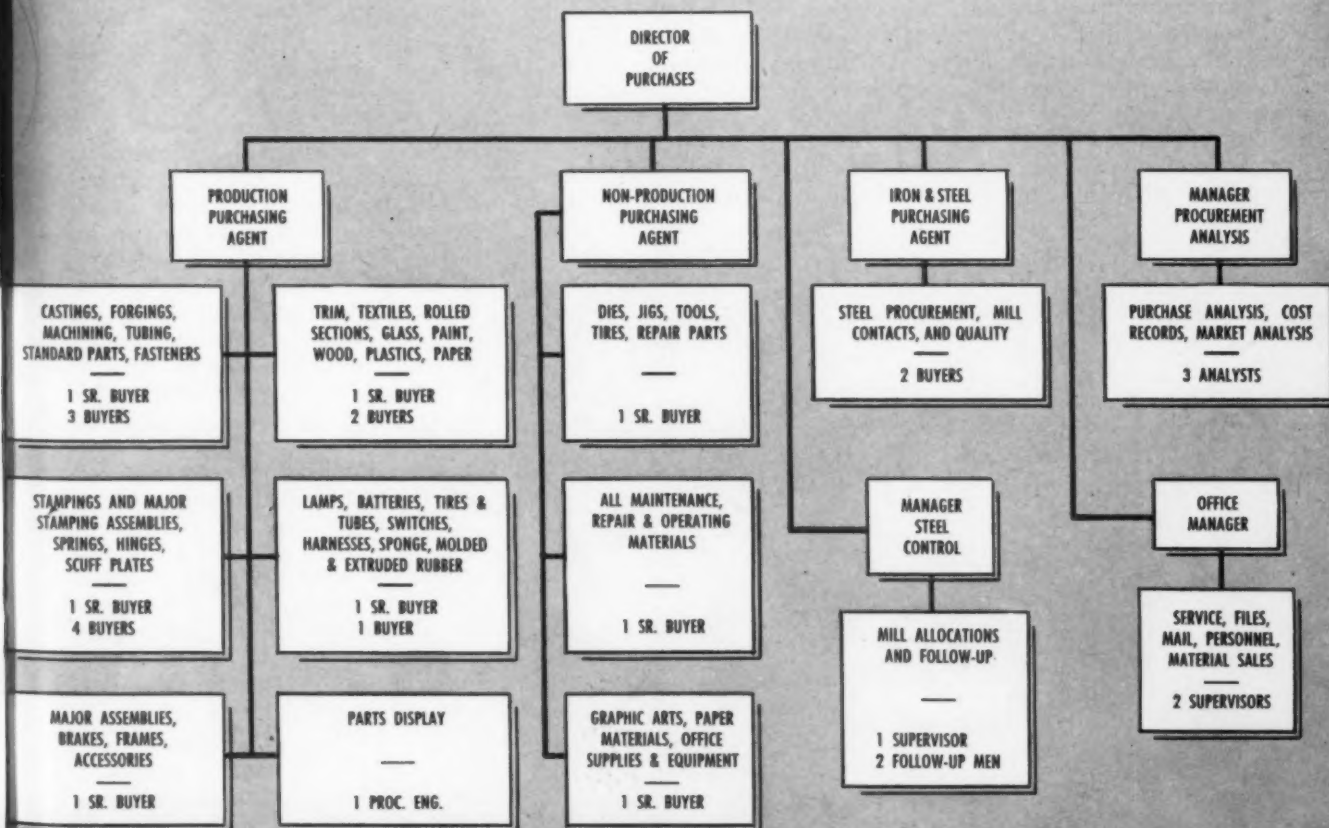 DIRECTOR
OF
PURCHASES
PRODUCTION
PURCHASING
AGENT
NON-PRODUCTION
PURCHASING
AGENT
IRON & STEEL
PURCHASING
AGENT
MANAGER
PROCUREMENT
ANALYSIS
CASTINGS, FORGINGS,
MACHINING, TUBING,
STANDARD PARTS, FASTENERS
1 SR. BUYER
3 BUYERS
TRIM, TEXTILES, ROLLED
SECTIONS, GLASS, PAINT,
WOOD, PLASTICS, PAPER
1 SR. BUYER
2 BUYERS
DIES, JIGS, TOOLS,
TIRES, REPAIR PARTS
1 SR. BUYER
STEEL PROCUREMENT, MILL
CONTACTS, AND QUALITY
2 BUYERS
PURCHASE ANALYSIS, COST
RECORDS, MARKET ANALYSIS
3 ANALYSTS
STAMPINGS AND MAJOR
STAMPING ASSEMBLIES,
SPRINGS, HINGES,
SCUFF PLATES
1 SR. BUYER
4 BUYERS
LAMPS, BATTERIES, TIRES &
TUBES, SWITCHES,
HARNESSES, SPONGE, MOLDED
& EXTRUDED RUBBER
1 SR. BUYER
1 BUYER
ALL MAINTENANCE,
REPAIR & OPERATING
MATERIALS
1 SR. BUYER
MANAGER
STEEL
CONTROL
OFFICE
MANAGER
MILL ALLOCATIONS
AND FOLLOW-UP
1 SUPERVISOR
2 FOLLOW-UP MEN
SERVICE, FILES,
MAIL, PERSONNEL,
MATERIAL SALES
2 SUPERVISORS
MAJOR ASSEMBLIES,
BRAKES, FRAMES,
ACCESSORIES
1 SR. BUYER
PARTS DISPLAY
1 PROC. ENG.
GRAPHIC ARTS, PAPER
MATERIALS, OFFICE
SUPPLIES & EQUIPMENT
1 SR. BUYER